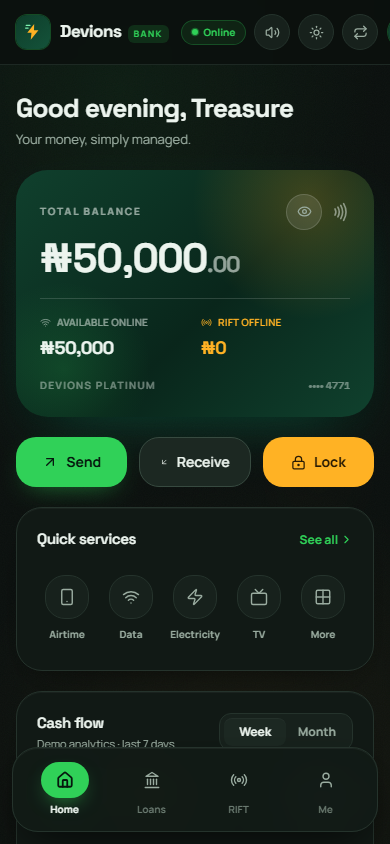 Devions BANK Online
Good evening, Treasure
Your money, simply managed.
TOTAL BALANCE
₦50,000.00
AVAILABLE ONLINE RIFT OFFLINE
₦50,000 ₦0
DEVIONS PLATINUM •••• 4771
Send Receive Lock
Quick services See all
Airtime Data Electricity TV More
Cash flow Week Month
Demo analytics · last 7 days
Home Loans RIFT Me